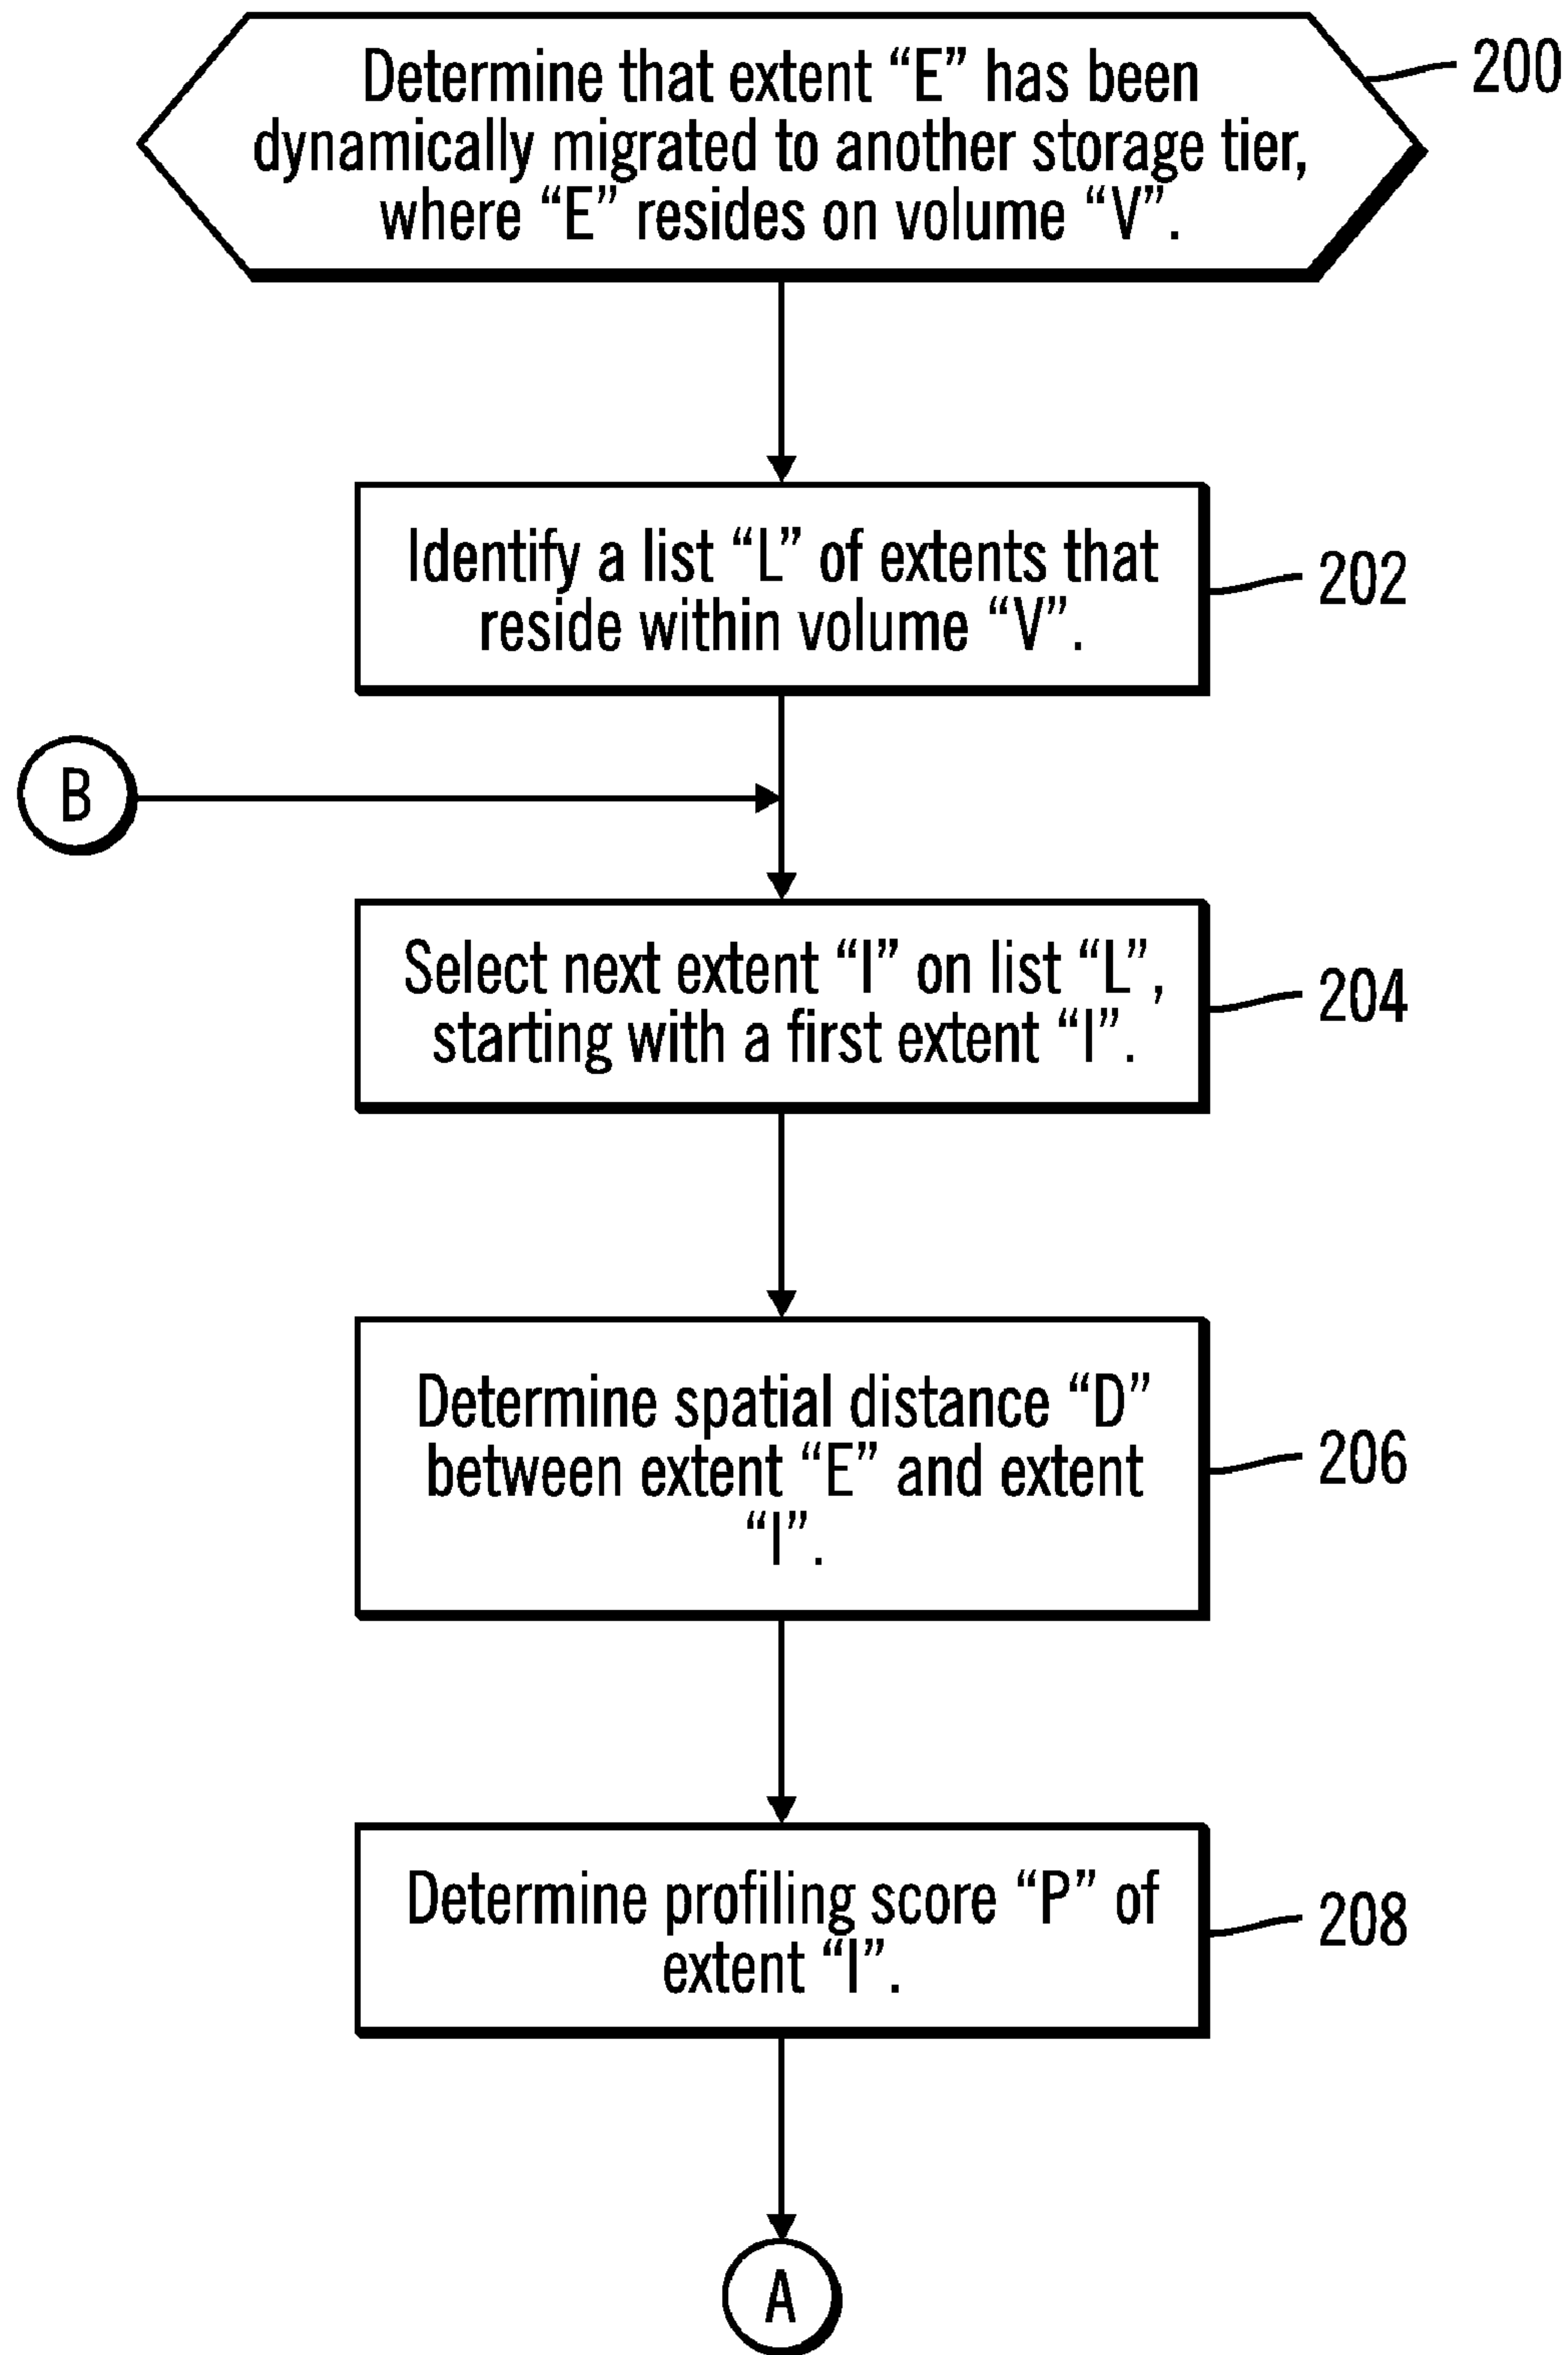 Determine that extent “E” has been
dynamically migrated to another storage tier,
where “E” resides on volume “V”.
200
Identify a list “L” of extents that
reside within volume “V”.
202
B
Select next extent “I” on list “L”,
starting with a first extent “I”.
204
Determine spatial distance “D”
between extent “E” and extent
“I”.
206
Determine profiling score “P” of
extent “I”.
208
A